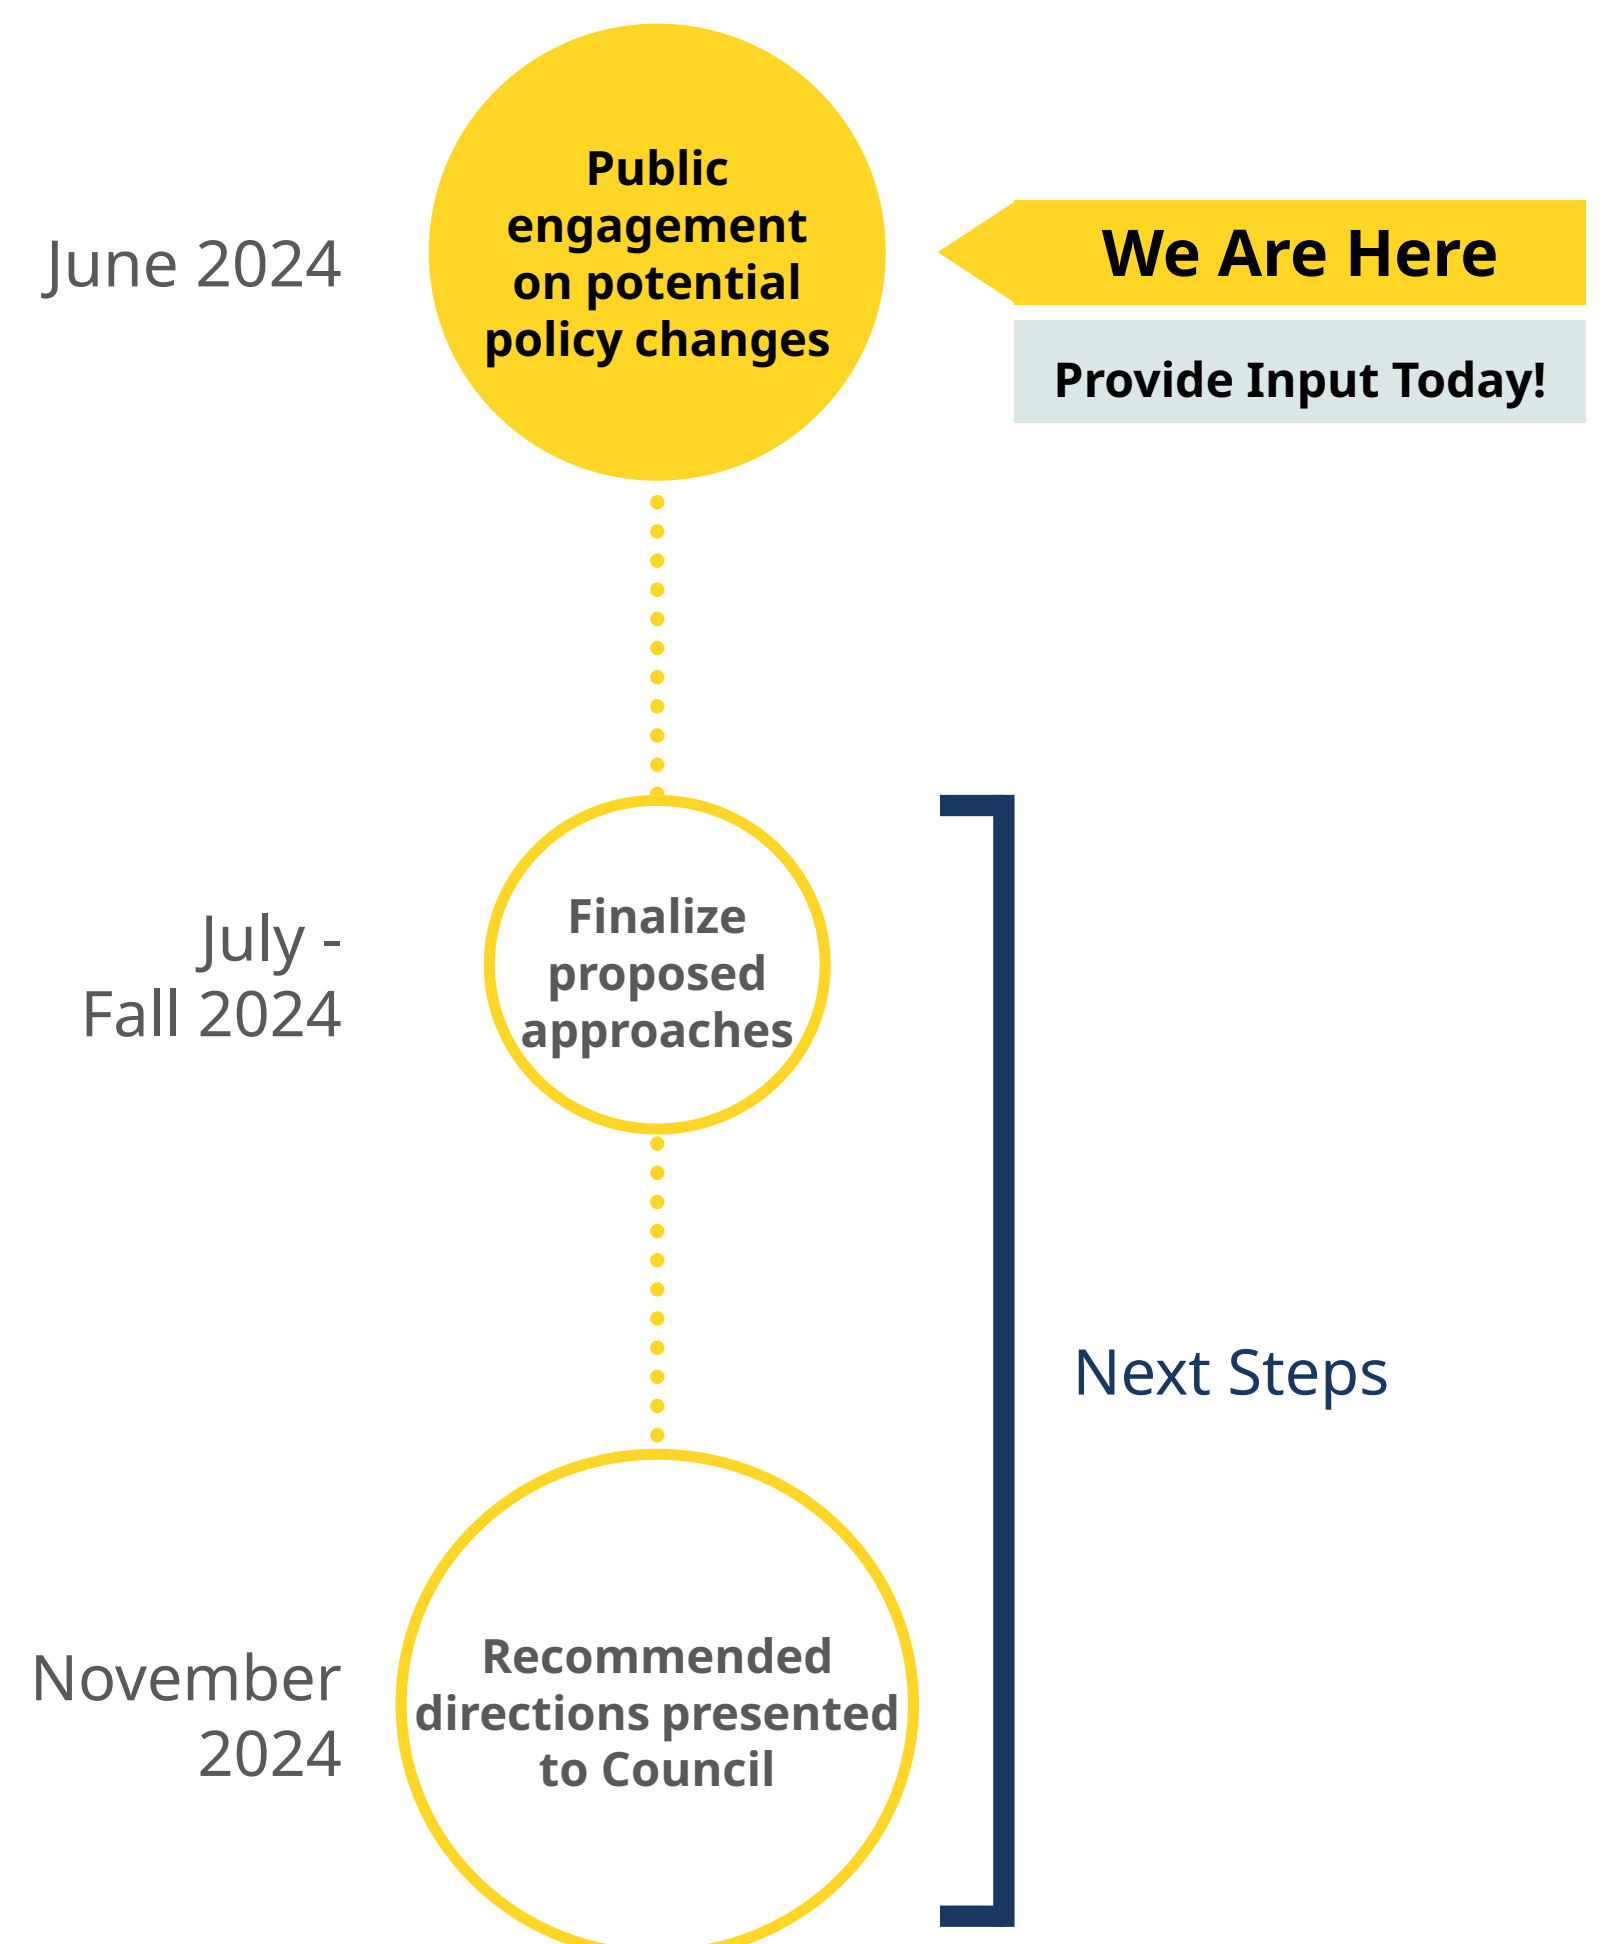 June 2024
Public
engagement
on potential
policy changes
We Are Here
Provide Input Today!
July -
Fall 2024
Finalize
proposed
approaches
Next Steps
November
2024
Recommended
directions presented
to Council